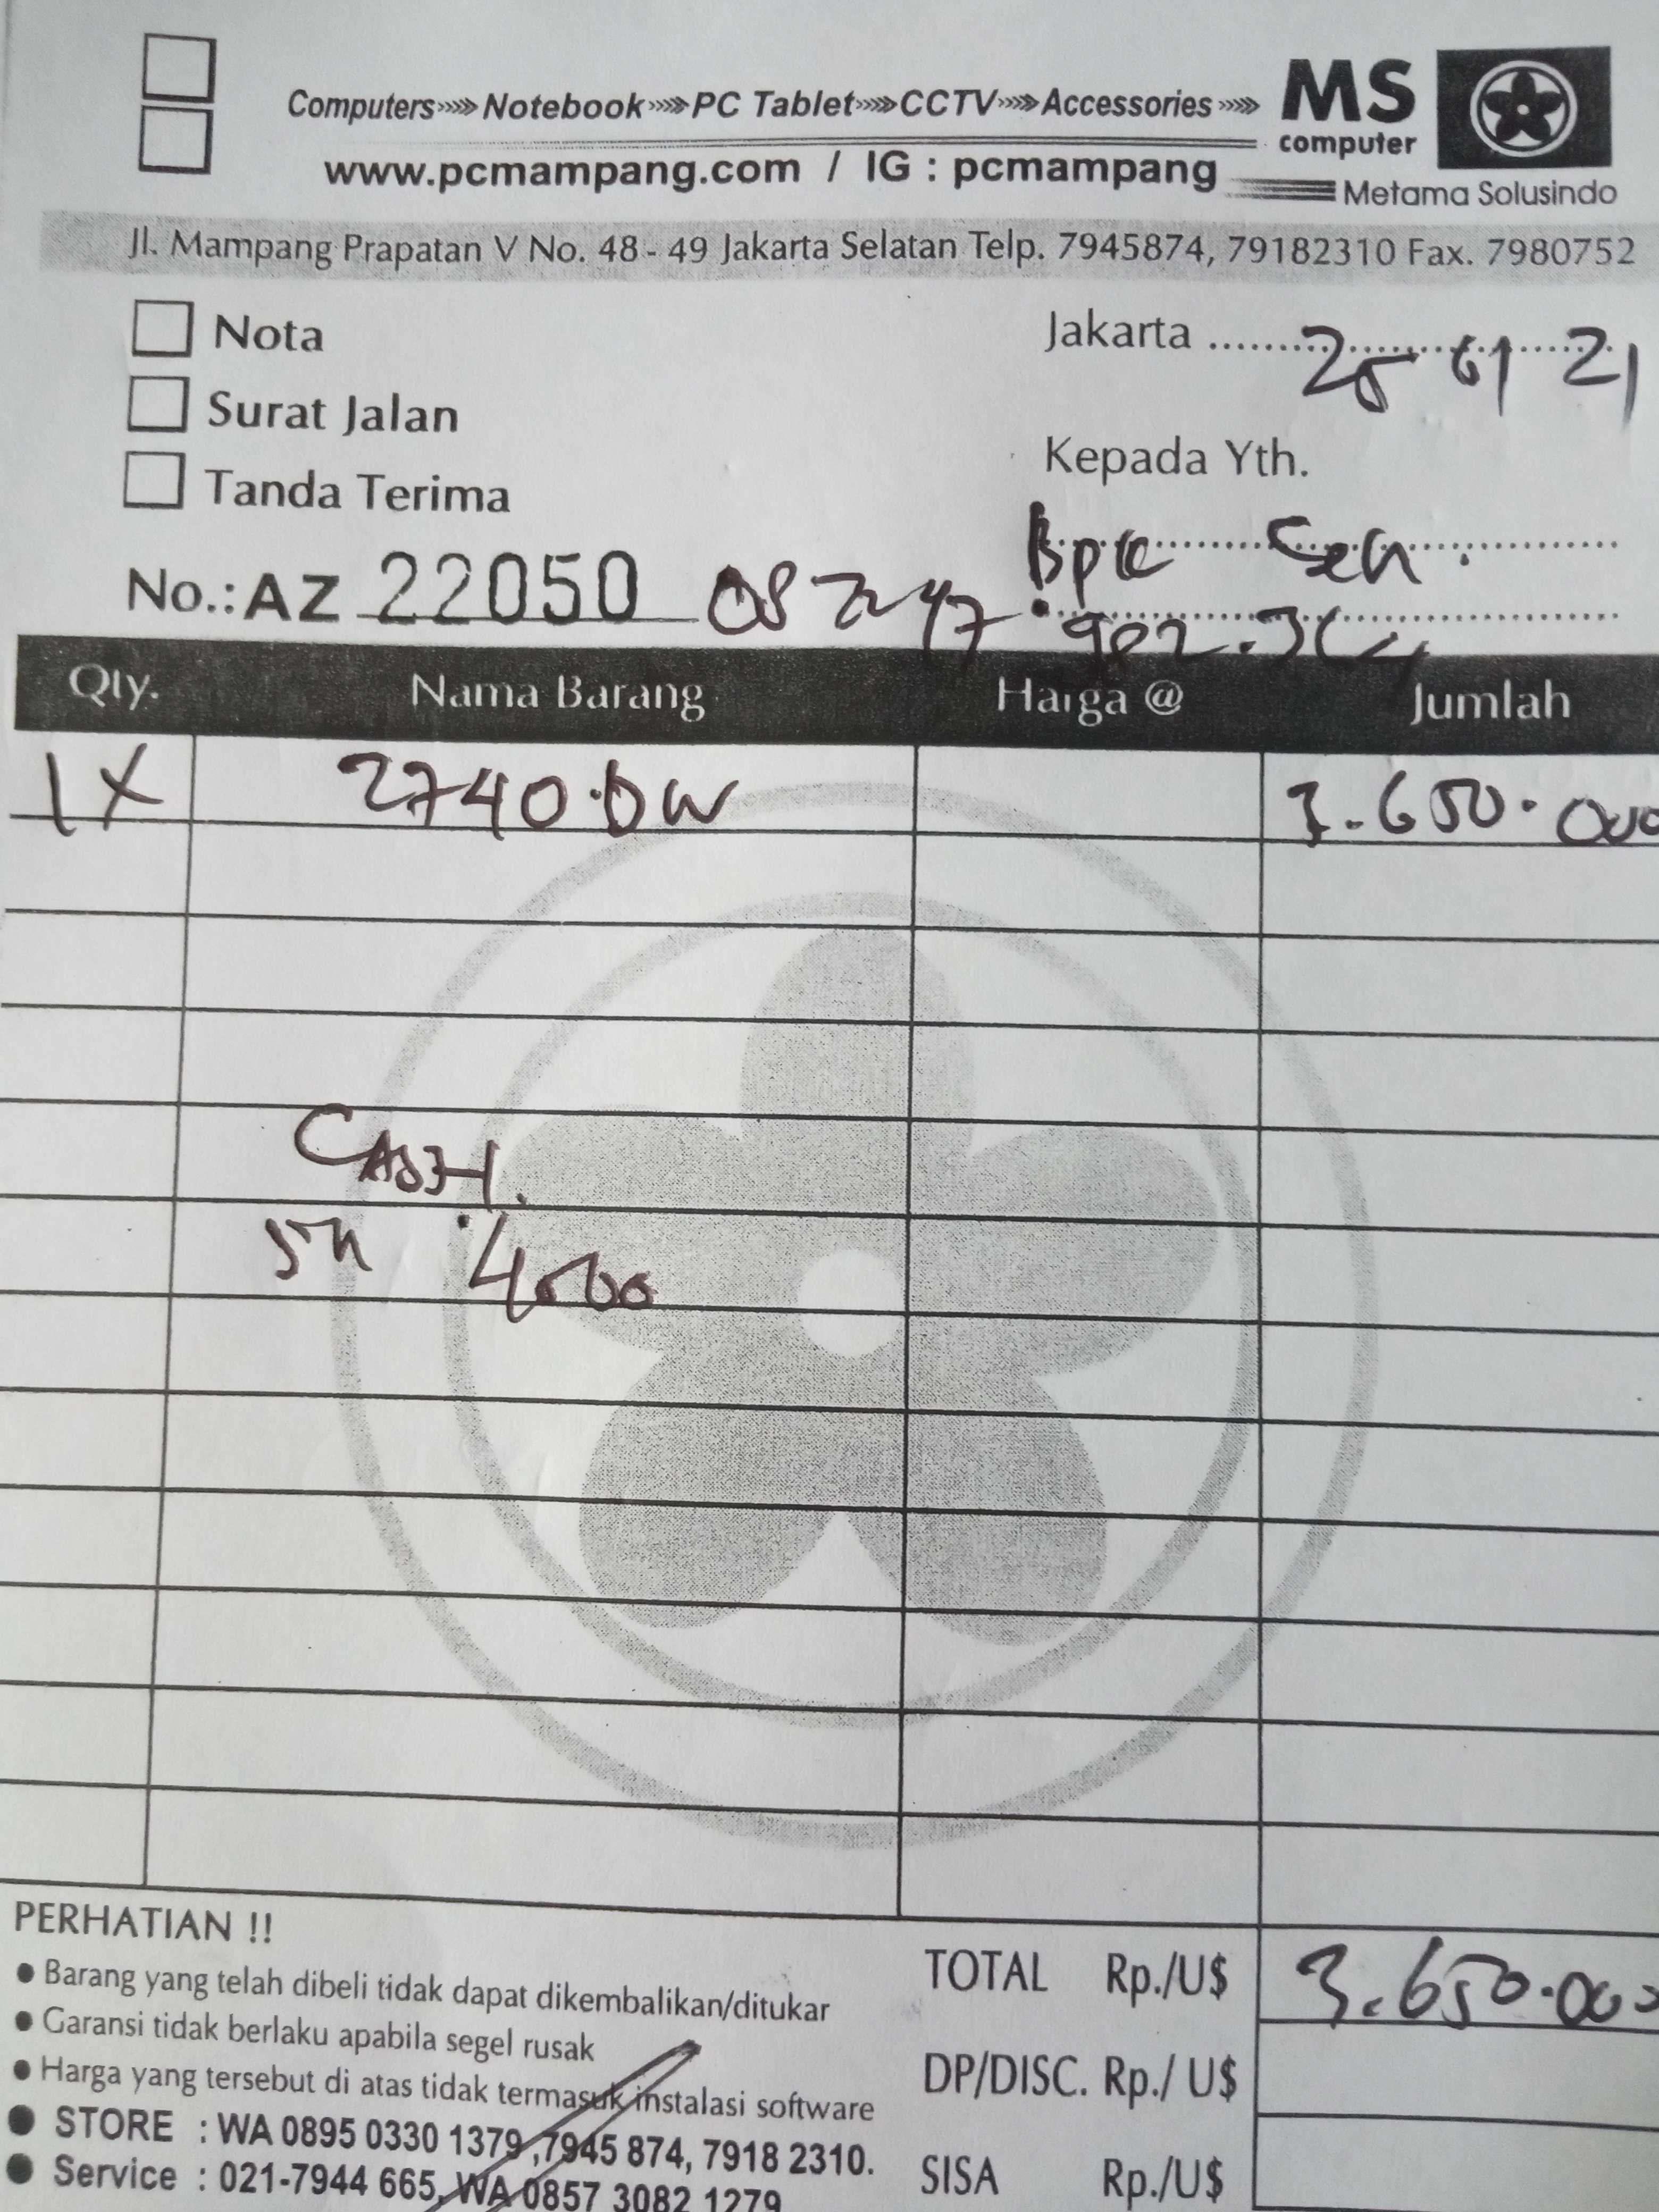 Computers Notebook PC Tablet CCTV Accessories
MS
computer
www.pcmampang.com / IG : pcmampang
Metama Solusindo
Jl. Mampang Prapatan V No. 48 - 49 Jakarta Selatan Telp. 7945874, 79182310 Fax. 7980752
Nota
Jakarta 25 01 21
Surat Jalan
Kepada Yth.
Tanda Terima
Bpk
No.: AZ 22050
Qty. Nama Barang Harga @ Jumlah
1 X 2740.DW 3.650.000
CASH.
SN
PERHATIAN !!
• Barang yang telah dibeli tidak dapat dikembalikan/ditukar
• Garansi tidak berlaku apabila segel rusak
• Harga yang tersebut di atas tidak termasuk instalasi software
• STORE : WA 0895 0330 1379 ,7945 874, 7918 2310.
• Service : 021-7944 665, WA 0857 3082 1279
TOTAL Rp./U$ 3.650.000
DP/DISC. Rp./ U$
SISA Rp./U$